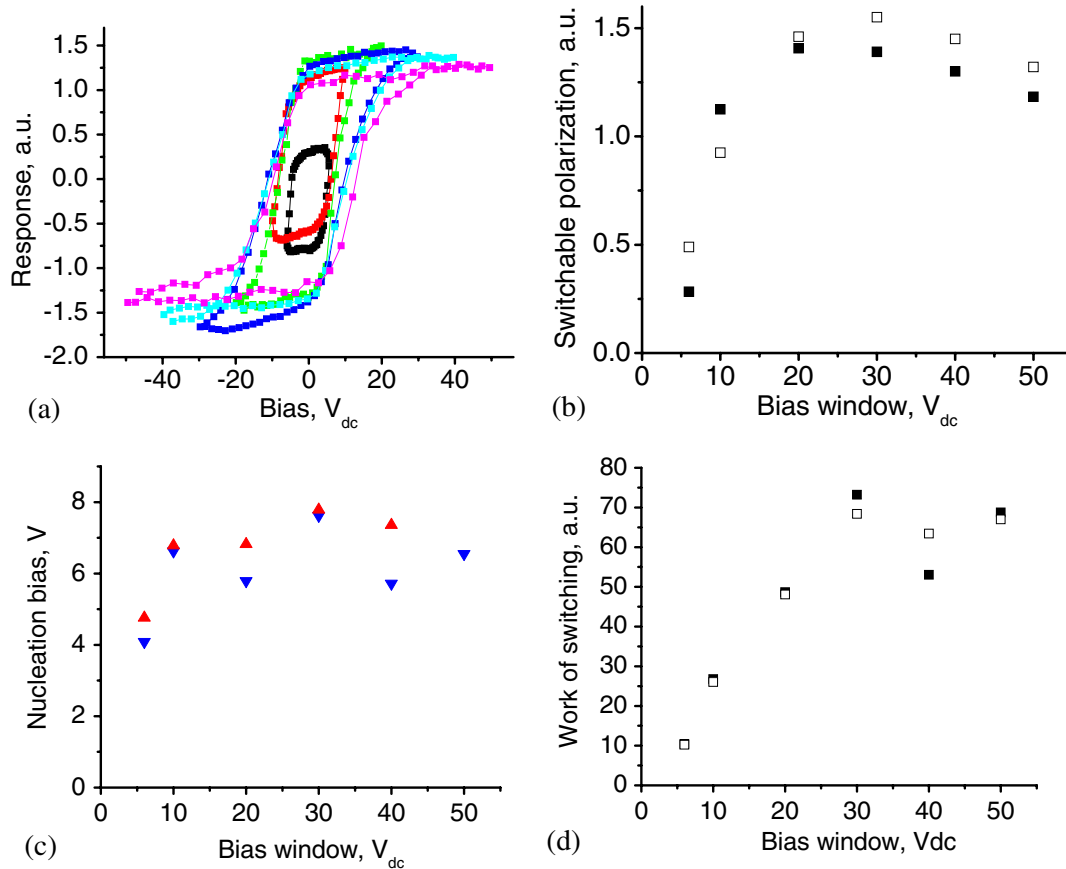 1.5
1.0
0.5
0.0
-0.5
-1.0
-1.5
-2.0
Response, a.u.
-40 -20 0 20 40
Bias, Vdc
(a)
1.5
1.0
0.5
0.0
Switchable polarization, a.u.
0 10 20 30 40 50
Bias window, Vdc
(b)
8
6
4
2
0
Nucleation bias, V
0 10 20 30 40 50
Bias window, Vdc
(c)
80
70
60
50
40
30
20
10
0
Work of switching, a.u.
0 10 20 30 40 50
Bias window, Vdc
(d)